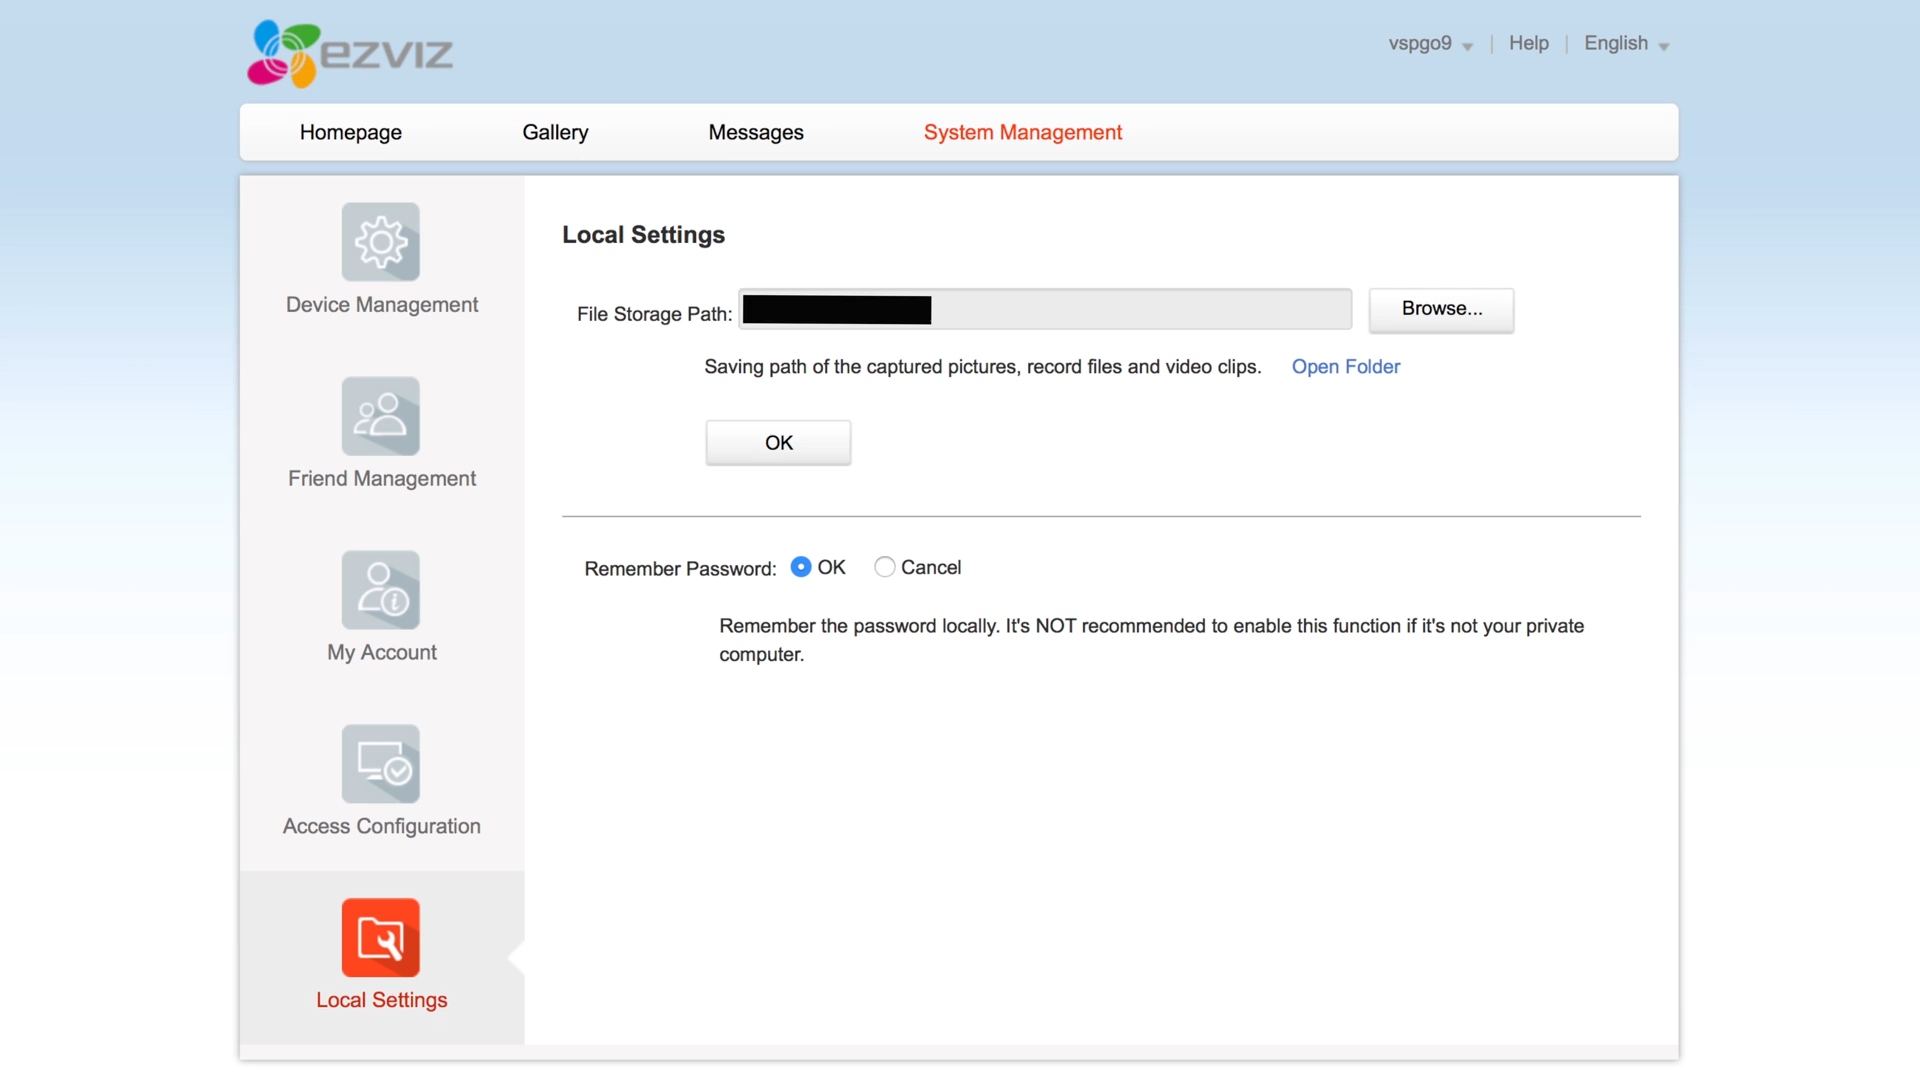 ezviz
vspgo9 | Help | English
Homepage Gallery Messages System Management
Device Management
Friend Management
My Account
Access Configuration
Local Settings
Local Settings
File Storage Path: Browse...
Saving path of the captured pictures, record files and video clips. Open Folder
OK
Remember Password: OK Cancel
Remember the password locally. It's NOT recommended to enable this function if it's not your private
computer.